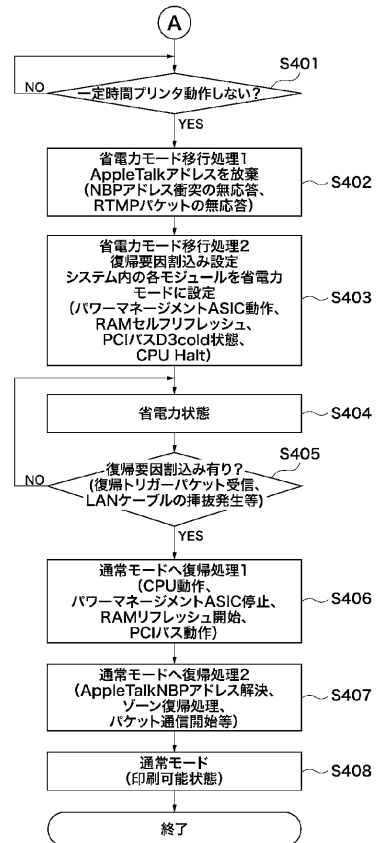 A
S401
一定時間プリンタ動作しない?
NO
YES
省電力モード移行処理1
AppleTalkアドレスを放棄
(NBPアドレス衝突の無応答、
RTMPパケットの無応答)
S402
省電力モード移行処理2
復帰要因割込み設定
システム内の各モジュールを省電力
モードに設定
(パワーマネージメントASIC動作、
RAMセルフリフレッシュ、
PCIバスD3cold状態、
CPU Halt)
S403
省電力状態
S404
S405
復帰要因割込み有り?
(復帰トリガーパケット受信、
LANケーブルの挿抜発生等)
NO
YES
通常モードへ復帰処理1
(CPU動作、
パワーマネージメントASIC停止、
RAMリフレッシュ開始、
PCIバス動作)
S406
通常モードへ復帰処理2
(AppleTalkNBPアドレス解決、
ゾーン復帰処理、
パケット通信開始等)
S407
通常モード
(印刷可能状態)
S408
終了